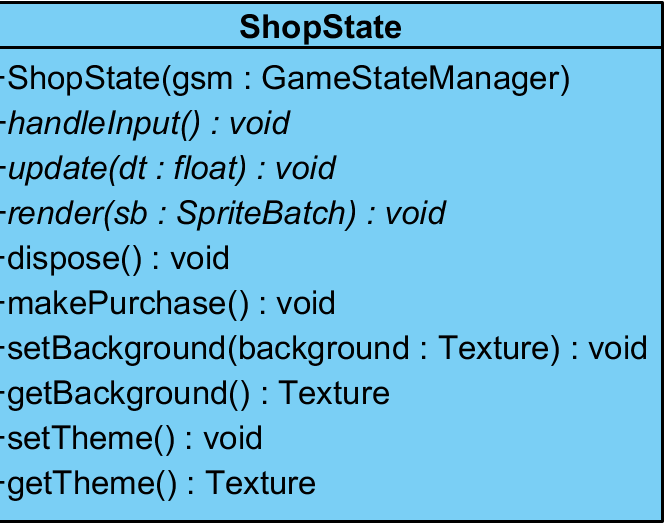 ShopState
+ShopState(gsm : GameStateManager)
+handleInput() : void
+update(dt : float) : void
+render(sb : SpriteBatch) : void
+dispose() : void
+makePurchase() : void
+setBackground(background : Texture) : void
+getBackground() : Texture
+setTheme() : void
+getTheme() : Texture